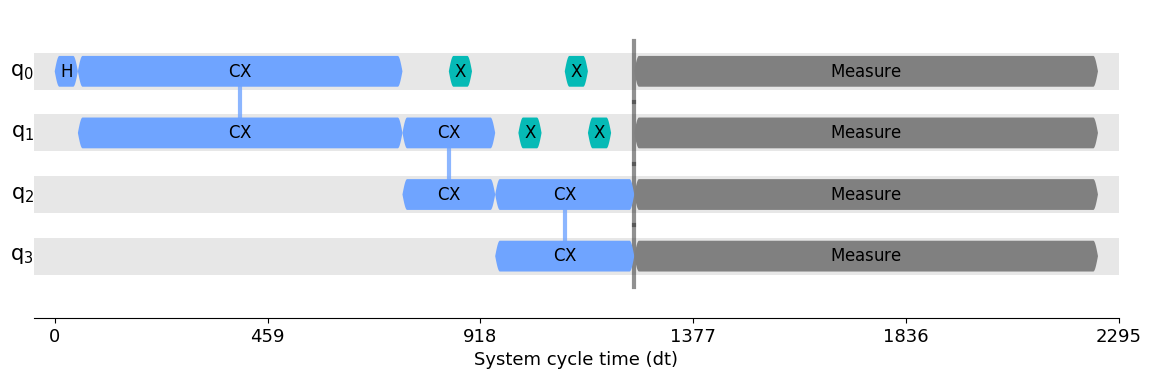 q0 H CX X X Measure
q1 CX CX X X Measure
q2 CX CX Measure
q3 CX Measure
0 459 918 1377 1836 2295
System cycle time (dt)